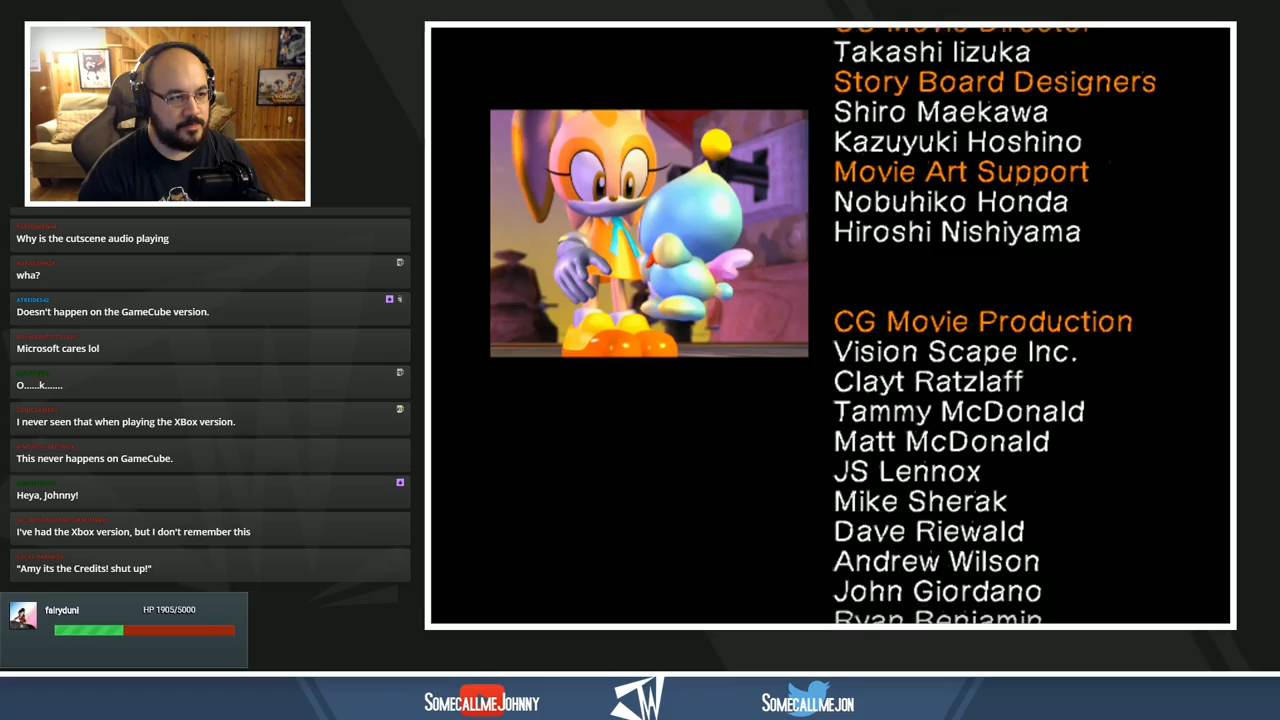 Why is the cutscene audio playing
wha?
ATREIDES42
Doesn't happen on the GameCube version.
Microsoft cares lol
O......k.......
I never seen that when playing the XBox version.
This never happens on GameCube.
Heya, Johnny!
I've had the Xbox version, but I don't remember this
"Amy its the Credits! shut up!"
fairyduni
HP 1905/5000
Takashi Iizuka
Story Board Designers
Shiro Maekawa
Kazuyuki Hoshino
Movie Art Support
Nobuhiko Honda
Hiroshi Nishiyama
CG Movie Production
Vision Scape Inc.
Clayt Ratzlaff
Tammy McDonald
Matt McDonald
JS Lennox
Mike Sherak
Dave Riewald
Andrew Wilson
John Giordano
Ryan Benjamin
SOMECALLMEJOHNNY
SOMECALLMEJON